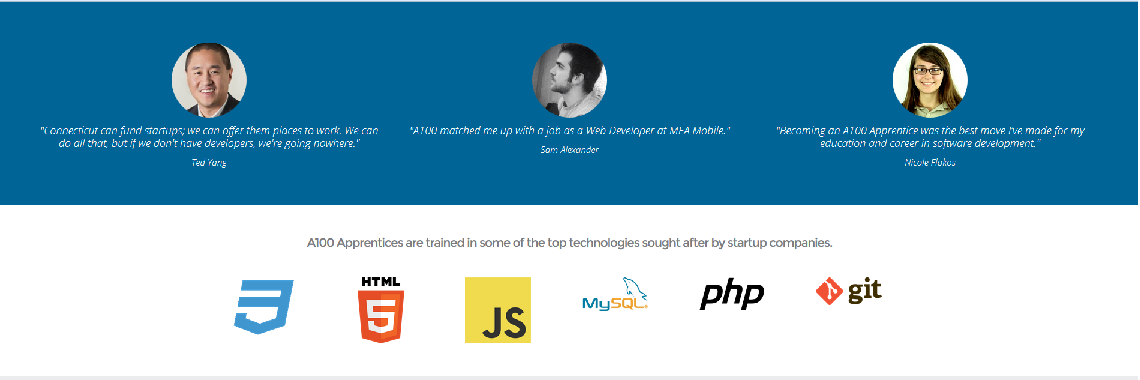 "Connecticut can fund startups; we can offer them places to work. We can
do all that, but if we don't have developers, we're going nowhere."
Ted Yang
"A100 matched me up with a job as a Web Developer at MEA Mobile."
Sam Alexander
"Becoming an A100 Apprentice was the best move I've made for my
education and career in software development."
Nicole Flokos
A100 Apprentices are trained in some of the top technologies sought after by startup companies.
HTML
5
JS
MySQL
php
git